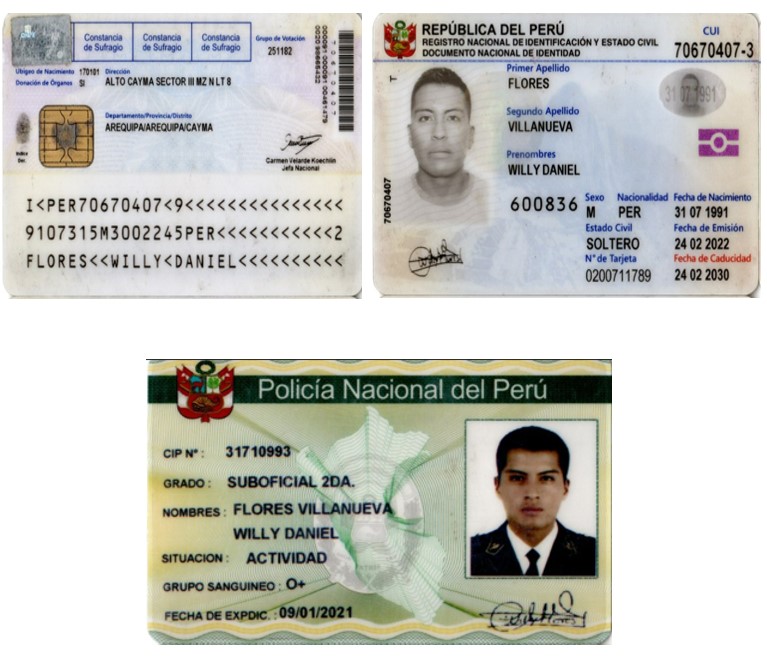 Constancia de Sufragio
Constancia de Sufragio
Constancia de Sufragio
Grupo de Votación
251182
Ubigeo de Nacimiento 170101
Donación de Órganos SI
Dirección
ALTO CAYMA SECTOR III MZ N LT 8
Departamento/Provincia/Distrito
AREQUIPA/AREQUIPA/CAYMA
Indice Der.
Carmen Velarde Koechlin
Jefa Nacional
I<PER70670407<9<<<<<<<<<<<<<<<
9107315M3002245PER<<<<<<<<<<<2
FLORES<<WILLY<DANIEL<<<<<<<<<<
REPÚBLICA DEL PERÚ
REGISTRO NACIONAL DE IDENTIFICACIÓN Y ESTADO CIVIL
DOCUMENTO NACIONAL DE IDENTIDAD
CUI
70670407-3
T
70670407
Primer Apellido
FLORES
31 07 1991
Segundo Apellido
VILLANUEVA
Prenombres
WILLY DANIEL
600836
Sexo Nacionalidad Fecha de Nacimiento
M PER 31 07 1991
Estado Civil Fecha de Emisión
SOLTERO 24 02 2022
N° de Tarjeta Fecha de Caducidad
0200711789 24 02 2030
Policía Nacional del Perú
CIP N° : 31710993
GRADO : SUBOFICIAL 2DA.
NOMBRES : FLORES VILLANUEVA
WILLY DANIEL
SITUACION : ACTIVIDAD
GRUPO SANGUINEO : O+
FECHA DE EXPDIC. : 09/01/2021